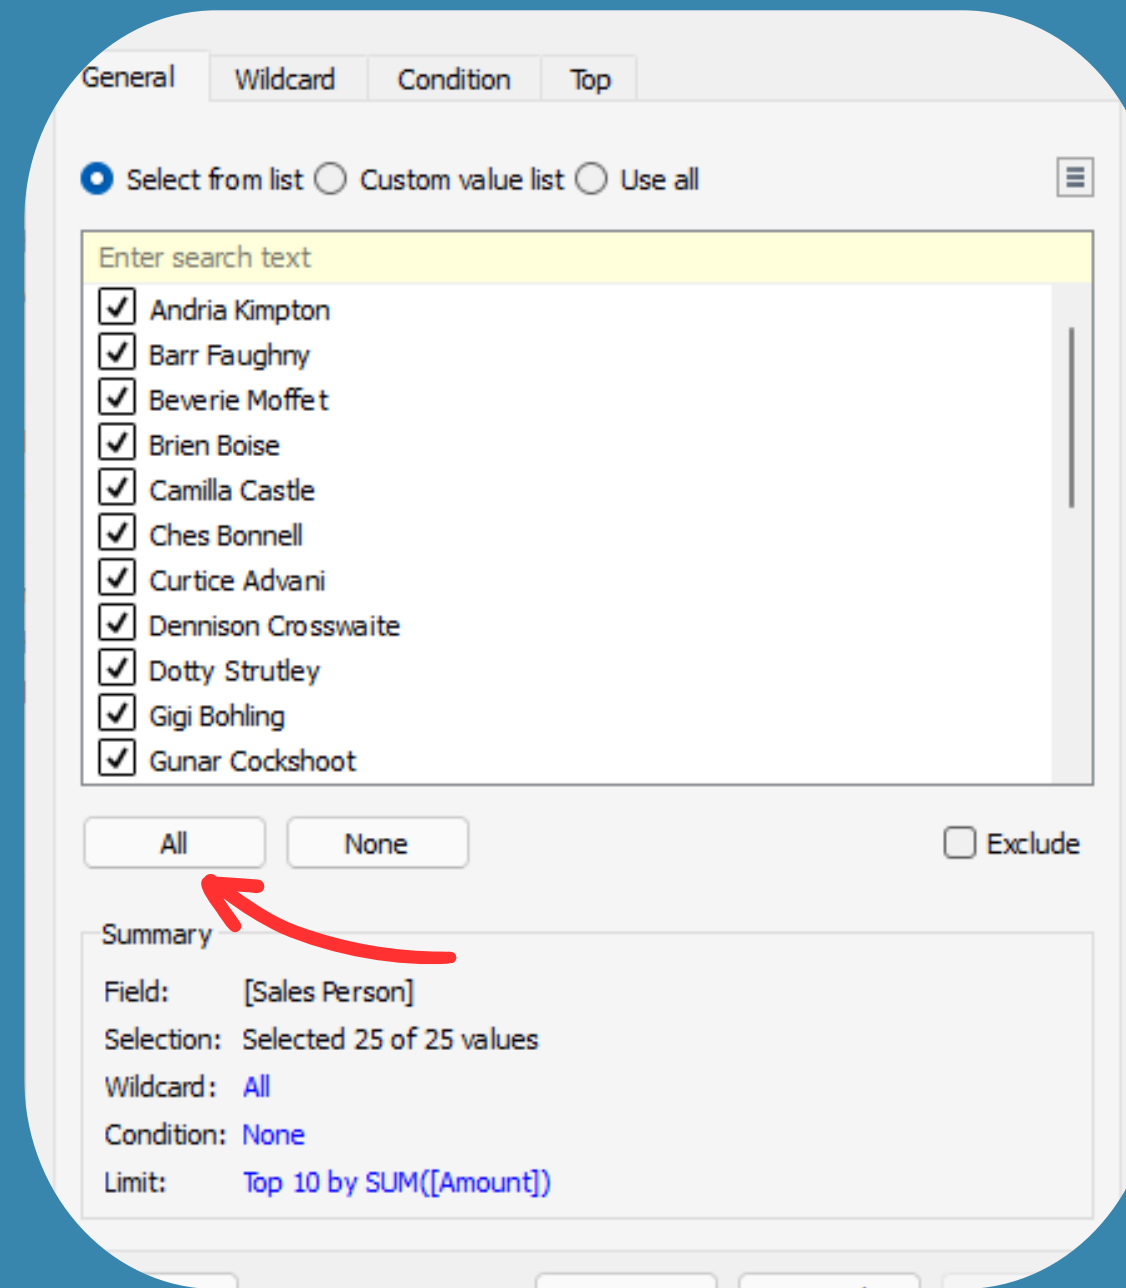 General Wildcard Condition Top
Select from list Custom value list Use all
Enter search text
Andria Kimpton
Barr Faughny
Beverie Moffet
Brien Boise
Camilla Castle
Ches Bonnell
Curtice Advani
Dennison Crosswaite
Dotty Strutley
Gigi Bohling
Gunar Cockshoot
All None Exclude
Summary
Field: [Sales Person]
Selection: Selected 25 of 25 values
Wildcard: All
Condition: None
Limit: Top 10 by SUM([Amount])